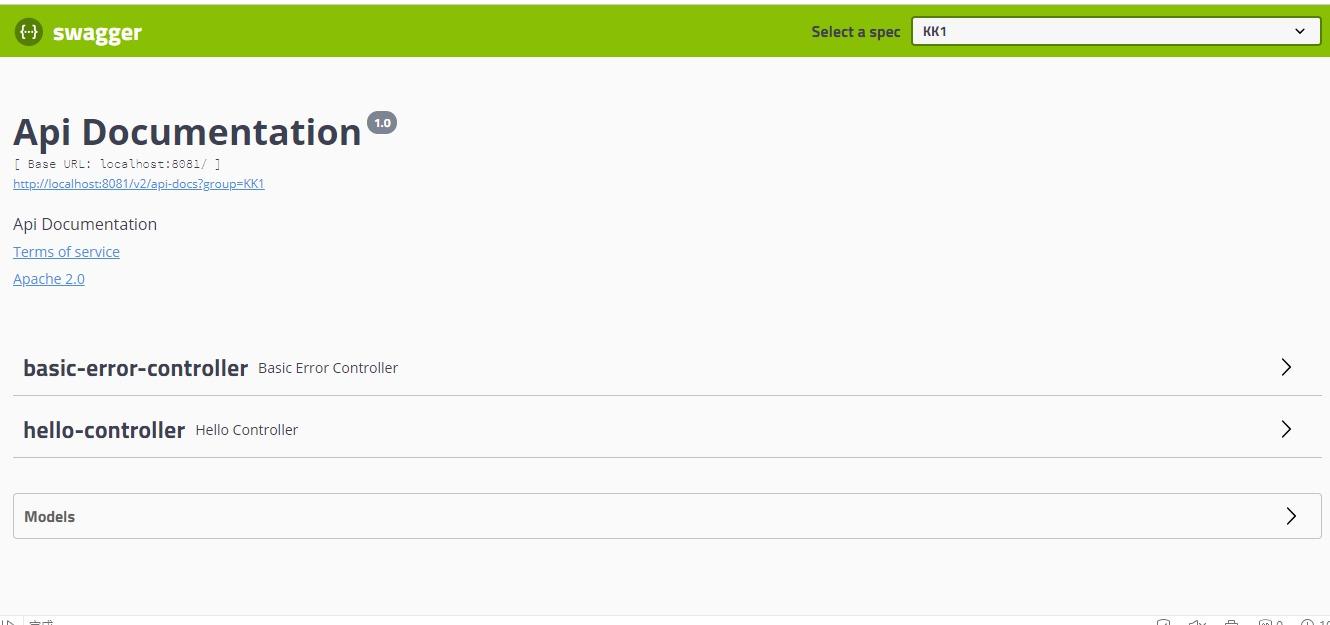 {···} swagger
Select a spec KK1
Api Documentation 1.0
[ Base URL: localhost:8081/ ]
http://localhost:8081/v2/api-docs?group=KK1
Api Documentation
Terms of service
Apache 2.0
basic-error-controller Basic Error Controller
hello-controller Hello Controller
Models